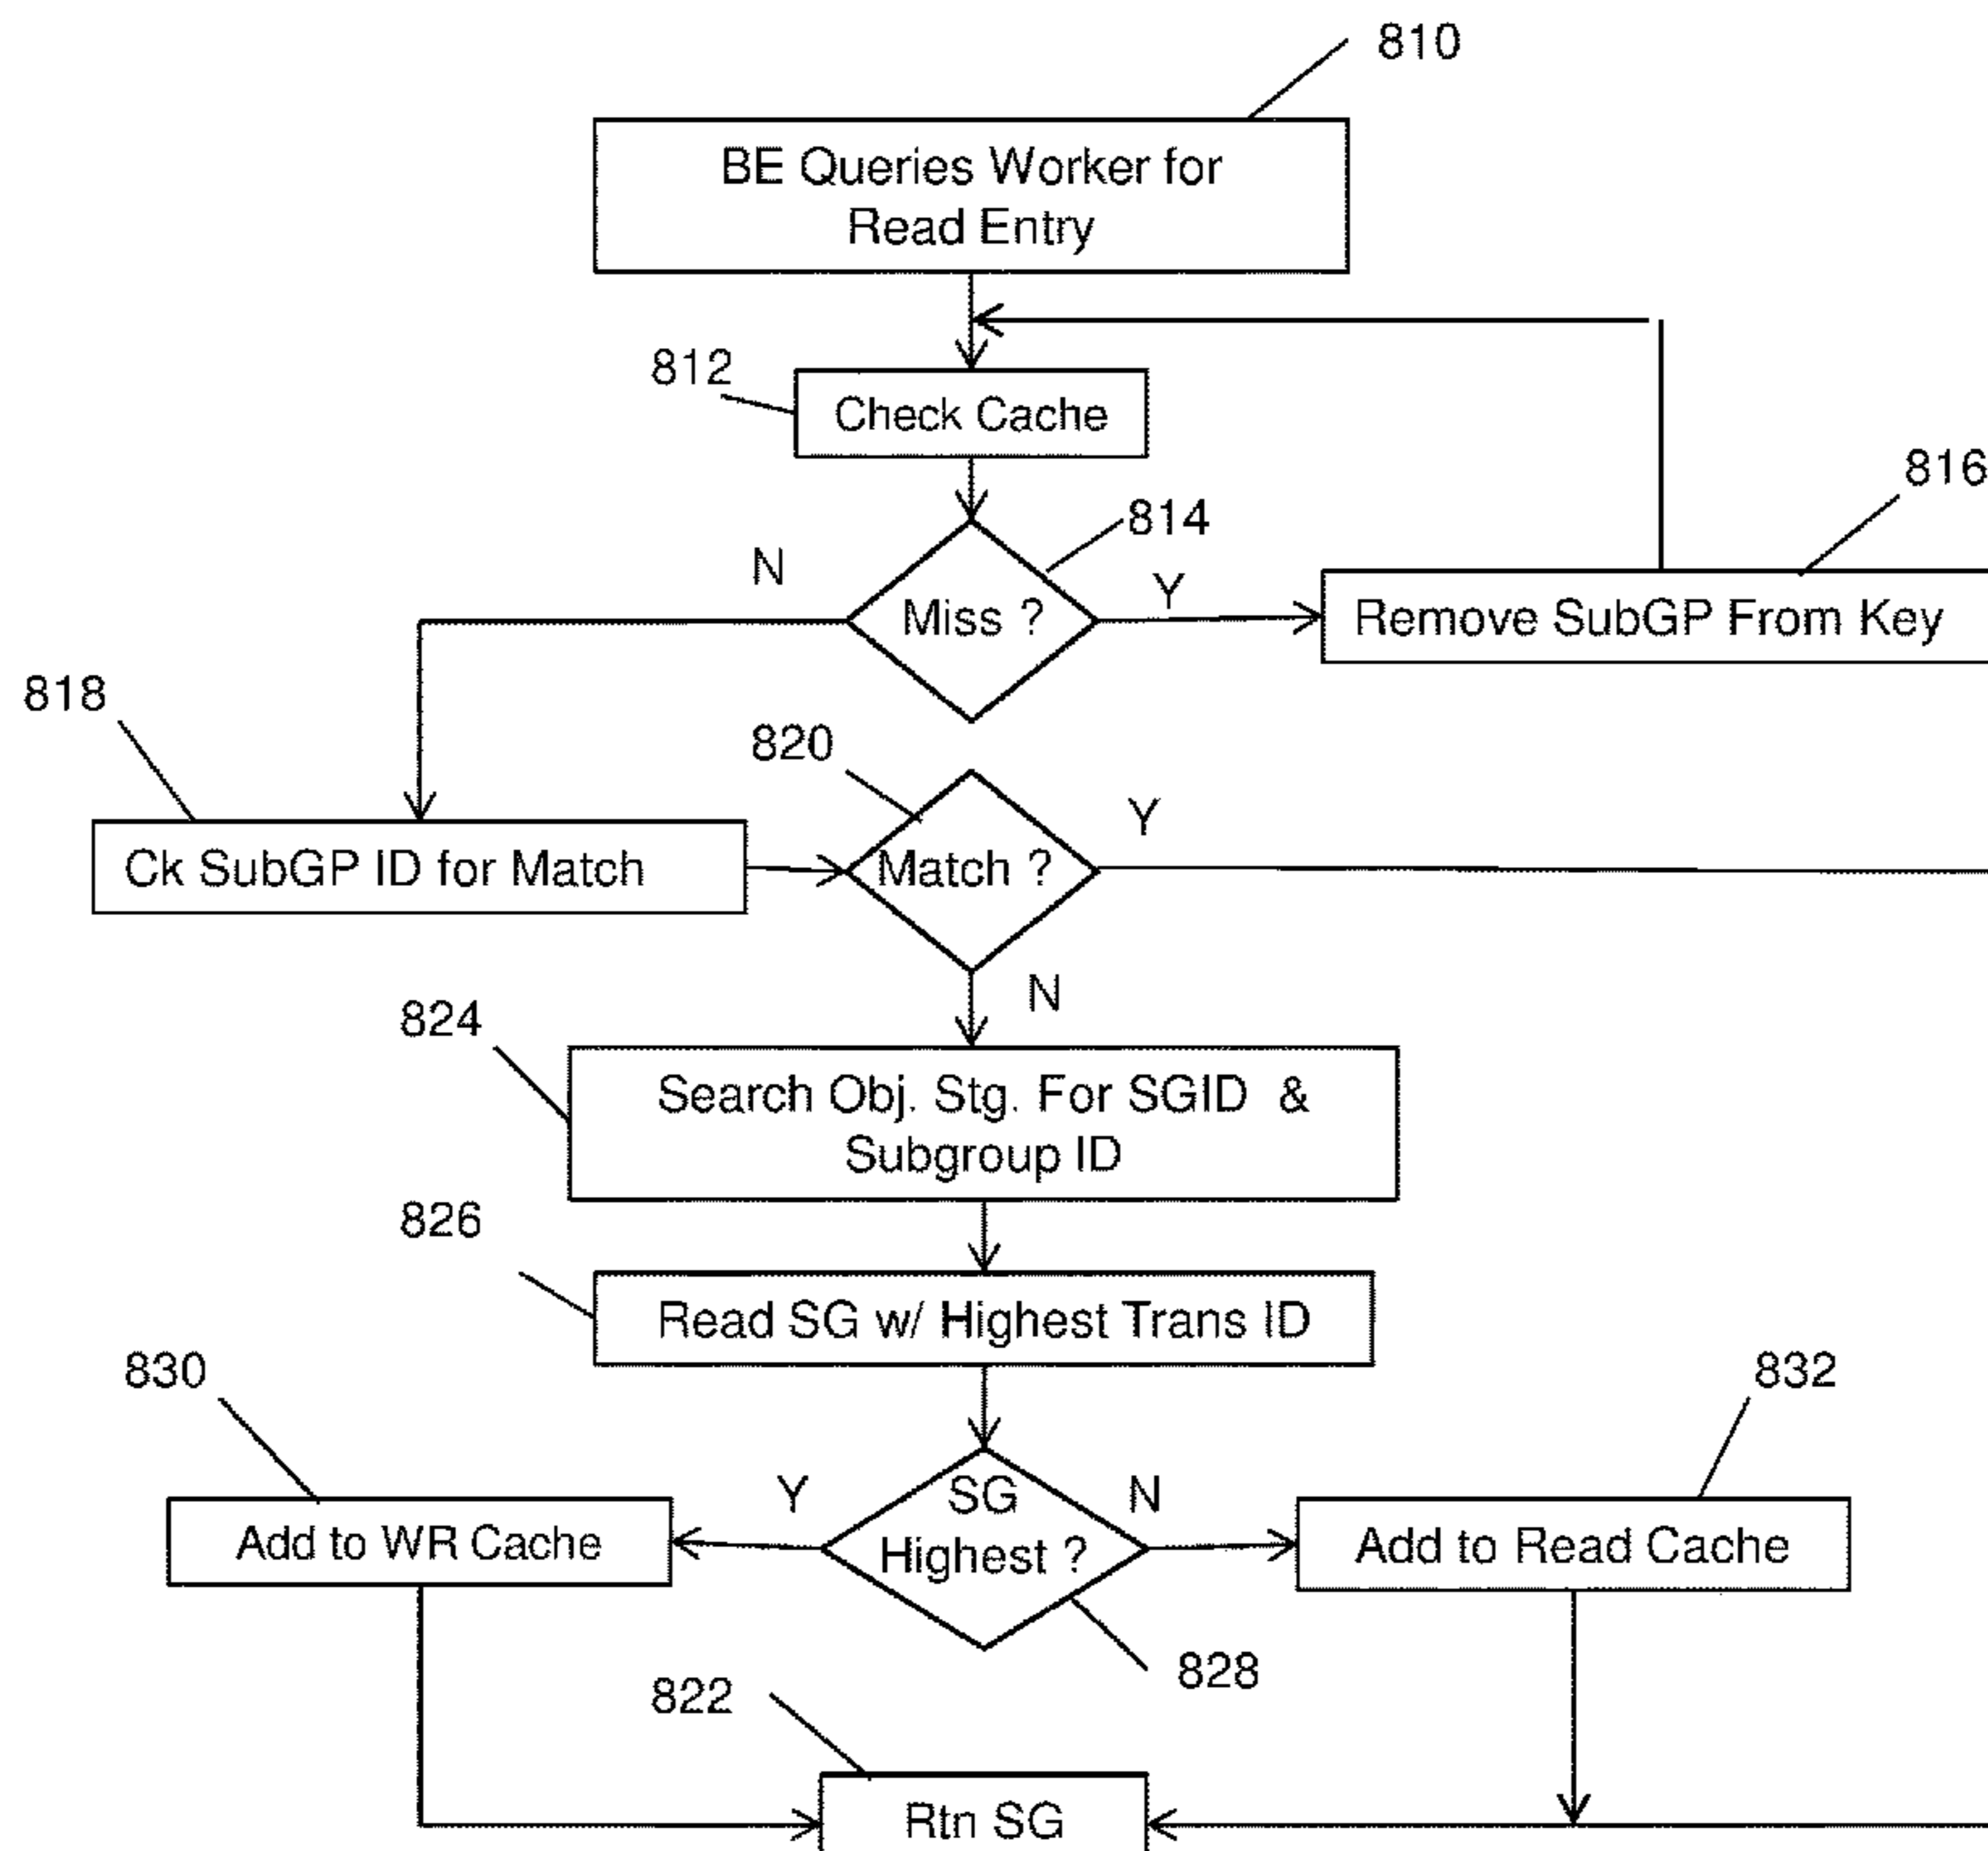 810
BE Queries Worker for
Read Entry
812
Check Cache
816
814
N
Y
Miss ?
Remove SubGP From Key
818
820
Y
Ck SubGP ID for Match
Match ?
N
824
Search Obj. Stg. For SGID &
Subgroup ID
826
Read SG w/ Highest Trans ID
830
832
Y
SG
N
Add to WR Cache
Highest ?
Add to Read Cache
828
822
Rtn SG